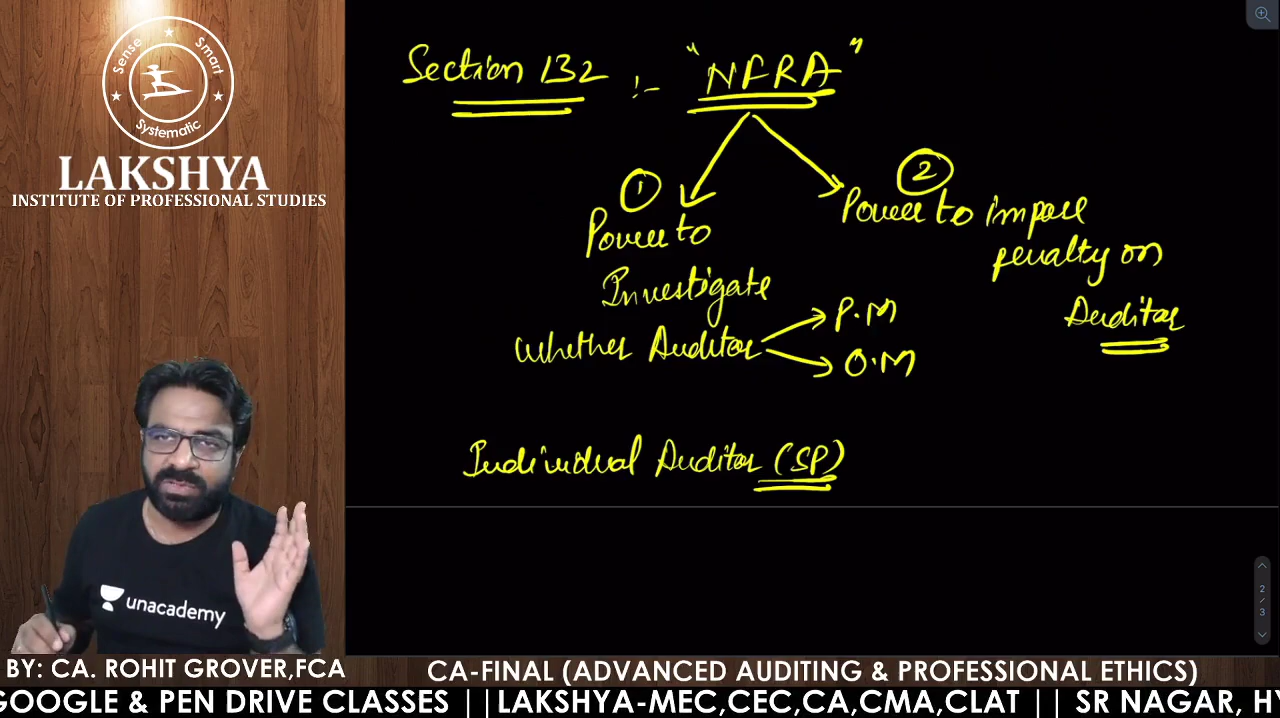 Sense
Smart
Systematic
LAKSHYA
INSTITUTE OF PROFESSIONAL STUDIES
Section 132 :- "NFRA"
①
Power to
Investigate
Whether Auditor
P.M
O.M
②
Power to impose
penalty on
Auditor
Individual Auditor (SP)
unacademy
2
/
3
BY: CA. ROHIT GROVER,FCA
CA-FINAL (ADVANCED AUDITING & PROFESSIONAL ETHICS)
GOOGLE & PEN DRIVE CLASSES ||LAKSHYA-MEC,CEC,CA,CMA,CLAT || SR NAGAR, HY